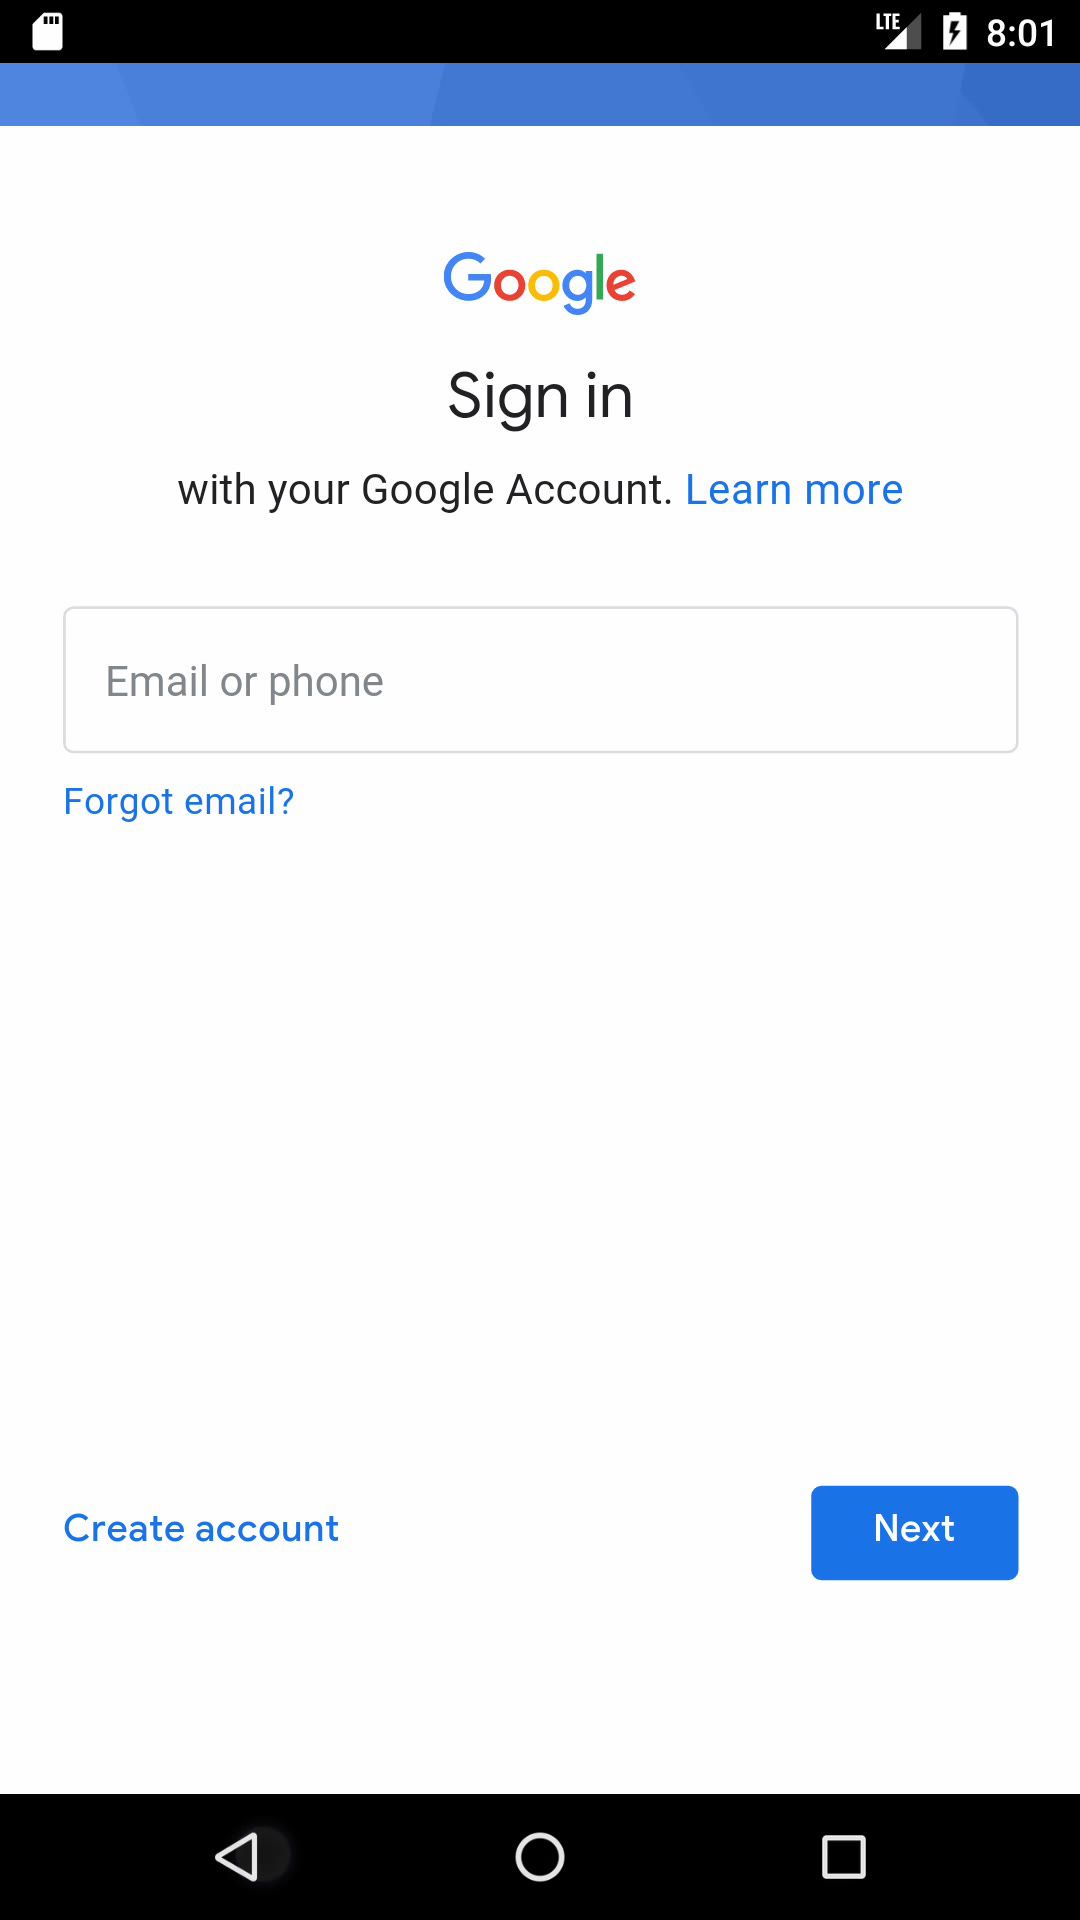 LTE 8:01
Google
Sign in
with your Google Account. Learn more
Email or phone
Forgot email?
Create account
Next